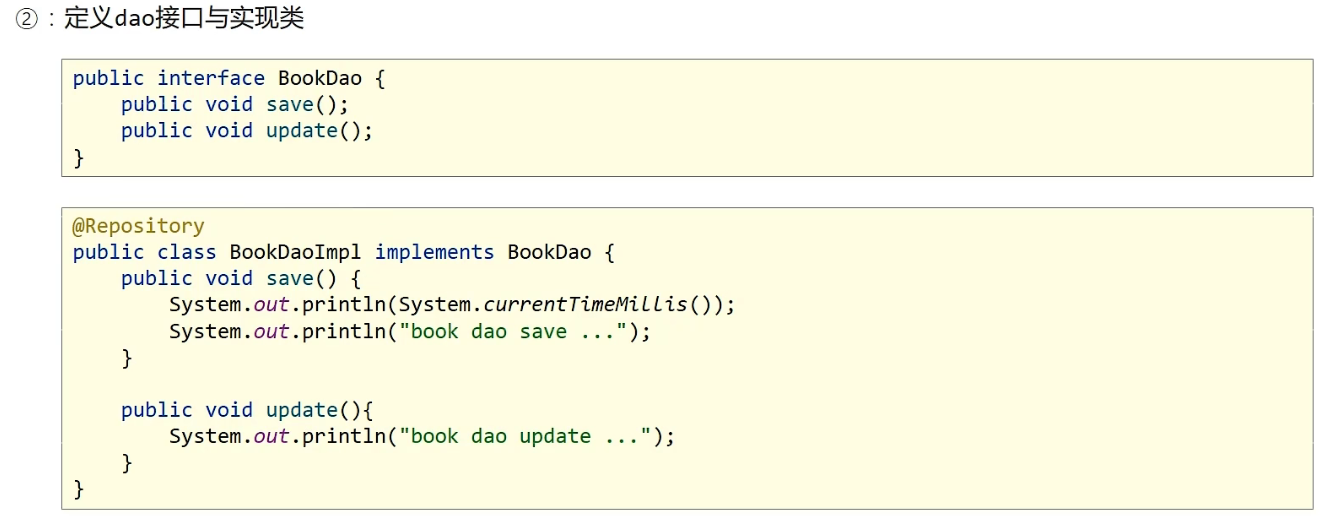 ②：定义dao接口与实现类
public interface BookDao {
    public void save();
    public void update();
}
@Repository
public class BookDaoImpl implements BookDao {
    public void save() {
        System.out.println(System.currentTimeMillis());
        System.out.println("book dao save ...");
    }
    public void update(){
        System.out.println("book dao update ...");
    }
}